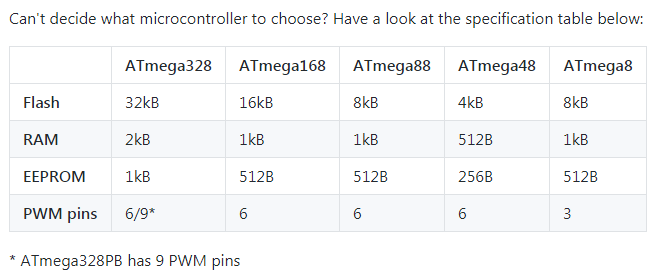 Can't decide what microcontroller to choose? Have a look at the specification table below:
ATmega328 ATmega168 ATmega88 ATmega48 ATmega8
Flash 32kB 16kB 8kB 4kB 8kB
RAM 2kB 1kB 1kB 512B 1kB
EEPROM 1kB 512B 512B 256B 512B
PWM pins 6/9* 6 6 6 3
* ATmega328PB has 9 PWM pins